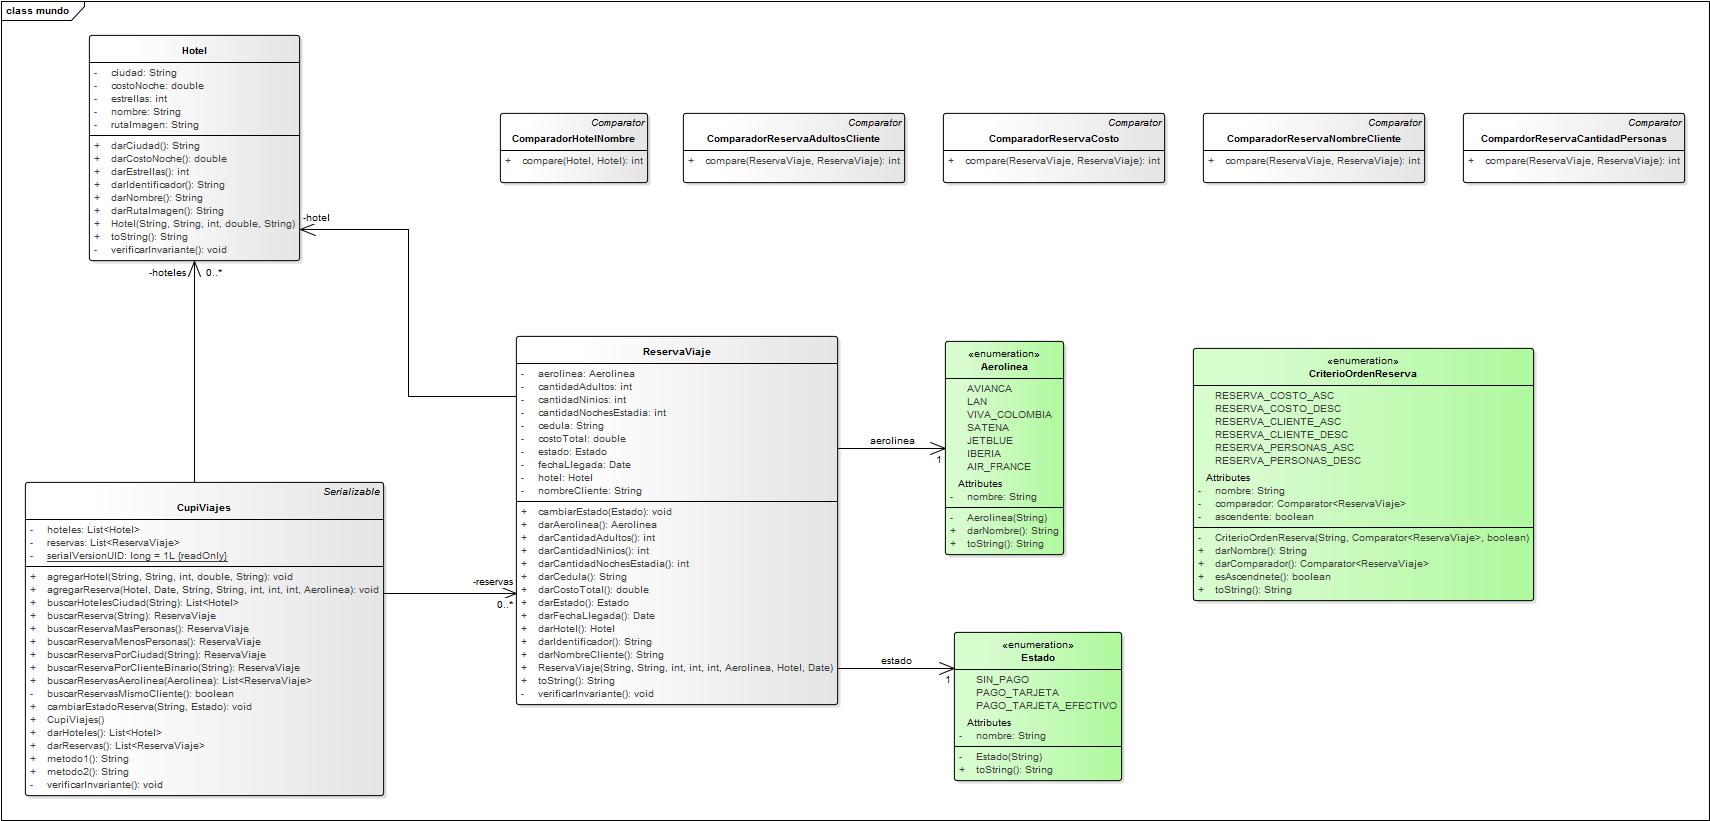 class mundo
Hotel
- ciudad: String
- costoNoche: double
- estrellas: int
- nombre: String
- rutaImagen: String
+ darCiudad(): String
+ darCostoNoche(): double
+ darEstrellas(): int
+ darIdentificador(): String
+ darNombre(): String
+ darRutaImagen(): String
+ Hotel(String, String, int, double, String)
+ toString(): String
- verificarInvariante(): void
Comparator
ComparadorHotelNombre
+ compare(Hotel, Hotel): int
Comparator
ComparadorReservaAdultosCliente
+ compare(ReservaViaje, ReservaViaje): int
Comparator
ComparadorReservaCosto
+ compare(ReservaViaje, ReservaViaje): int
Comparator
ComparadorReservaNombreCliente
+ compare(ReservaViaje, ReservaViaje): int
Comparator
CompardorReservaCantidadPersonas
+ compare(ReservaViaje, ReservaViaje): int
-hotel
-hoteles 0..*
ReservaViaje
- aerolinea: Aerolinea
- cantidadAdultos: int
- cantidadNinios: int
- cantidadNochesEstadia: int
- cedula: String
- costoTotal: double
- estado: Estado
- fechaLlegada: Date
- hotel: Hotel
- nombreCliente: String
+ cambiarEstado(Estado): void
+ darAerolinea(): Aerolinea
+ darCantidadAdultos(): int
+ darCantidadNinios(): int
+ darCantidadNochesEstadia(): int
+ darCedula(): String
+ darCostoTotal(): double
+ darEstado(): Estado
+ darFechaLlegada(): Date
+ darHotel(): Hotel
+ darIdentificador(): String
+ darNombreCliente(): String
+ ReservaViaje(String, String, int, int, int, Aerolinea, Hotel, Date)
+ toString(): String
- verificarInvariante(): void
aerolinea
1
«enumeration»
Aerolinea
AVIANCA
LAN
VIVA_COLOMBIA
SATENA
JETBLUE
IBERIA
AIR_FRANCE
Attributes
- nombre: String
- Aerolinea(String)
+ darNombre(): String
+ toString(): String
«enumeration»
CriterioOrdenReserva
RESERVA_COSTO_ASC
RESERVA_COSTO_DESC
RESERVA_CLIENTE_ASC
RESERVA_CLIENTE_DESC
RESERVA_PERSONAS_ASC
RESERVA_PERSONAS_DESC
Attributes
- nombre: String
- comparador: Comparator<ReservaViaje>
- ascendente: boolean
- CriterioOrdenReserva(String, Comparator<ReservaViaje>, boolean)
+ darNombre(): String
+ darComparador(): Comparator<ReservaViaje>
+ esAscendnete(): boolean
+ toString(): String
Serializable
CupiViajes
- hoteles: List<Hotel>
- reservas: List<ReservaViaje>
- serialVersionUID: long = 1L {readOnly}
+ agregarHotel(String, String, int, double, String): void
+ agregarReserva(Hotel, Date, String, String, int, int, int, Aerolinea): void
+ buscarHotelesCiudad(String): List<Hotel>
+ buscarReserva(String): ReservaViaje
+ buscarReservaMasPersonas(): ReservaViaje
+ buscarReservaMenosPersonas(): ReservaViaje
+ buscarReservaPorCiudad(String): ReservaViaje
+ buscarReservaPorClienteBinario(String): ReservaViaje
+ buscarReservasAerolinea(Aerolinea): List<ReservaViaje>
- buscarReservasMismoCliente(): boolean
+ cambiarEstadoReserva(String, Estado): void
+ CupiViajes()
+ darHoteles(): List<Hotel>
+ darReservas(): List<ReservaViaje>
+ metodo1(): String
+ metodo2(): String
- verificarInvariante(): void
-reservas
0..*
estado
1
«enumeration»
Estado
SIN_PAGO
PAGO_TARJETA
PAGO_TARJETA_EFECTIVO
Attributes
- nombre: String
- Estado(String)
+ toString(): String